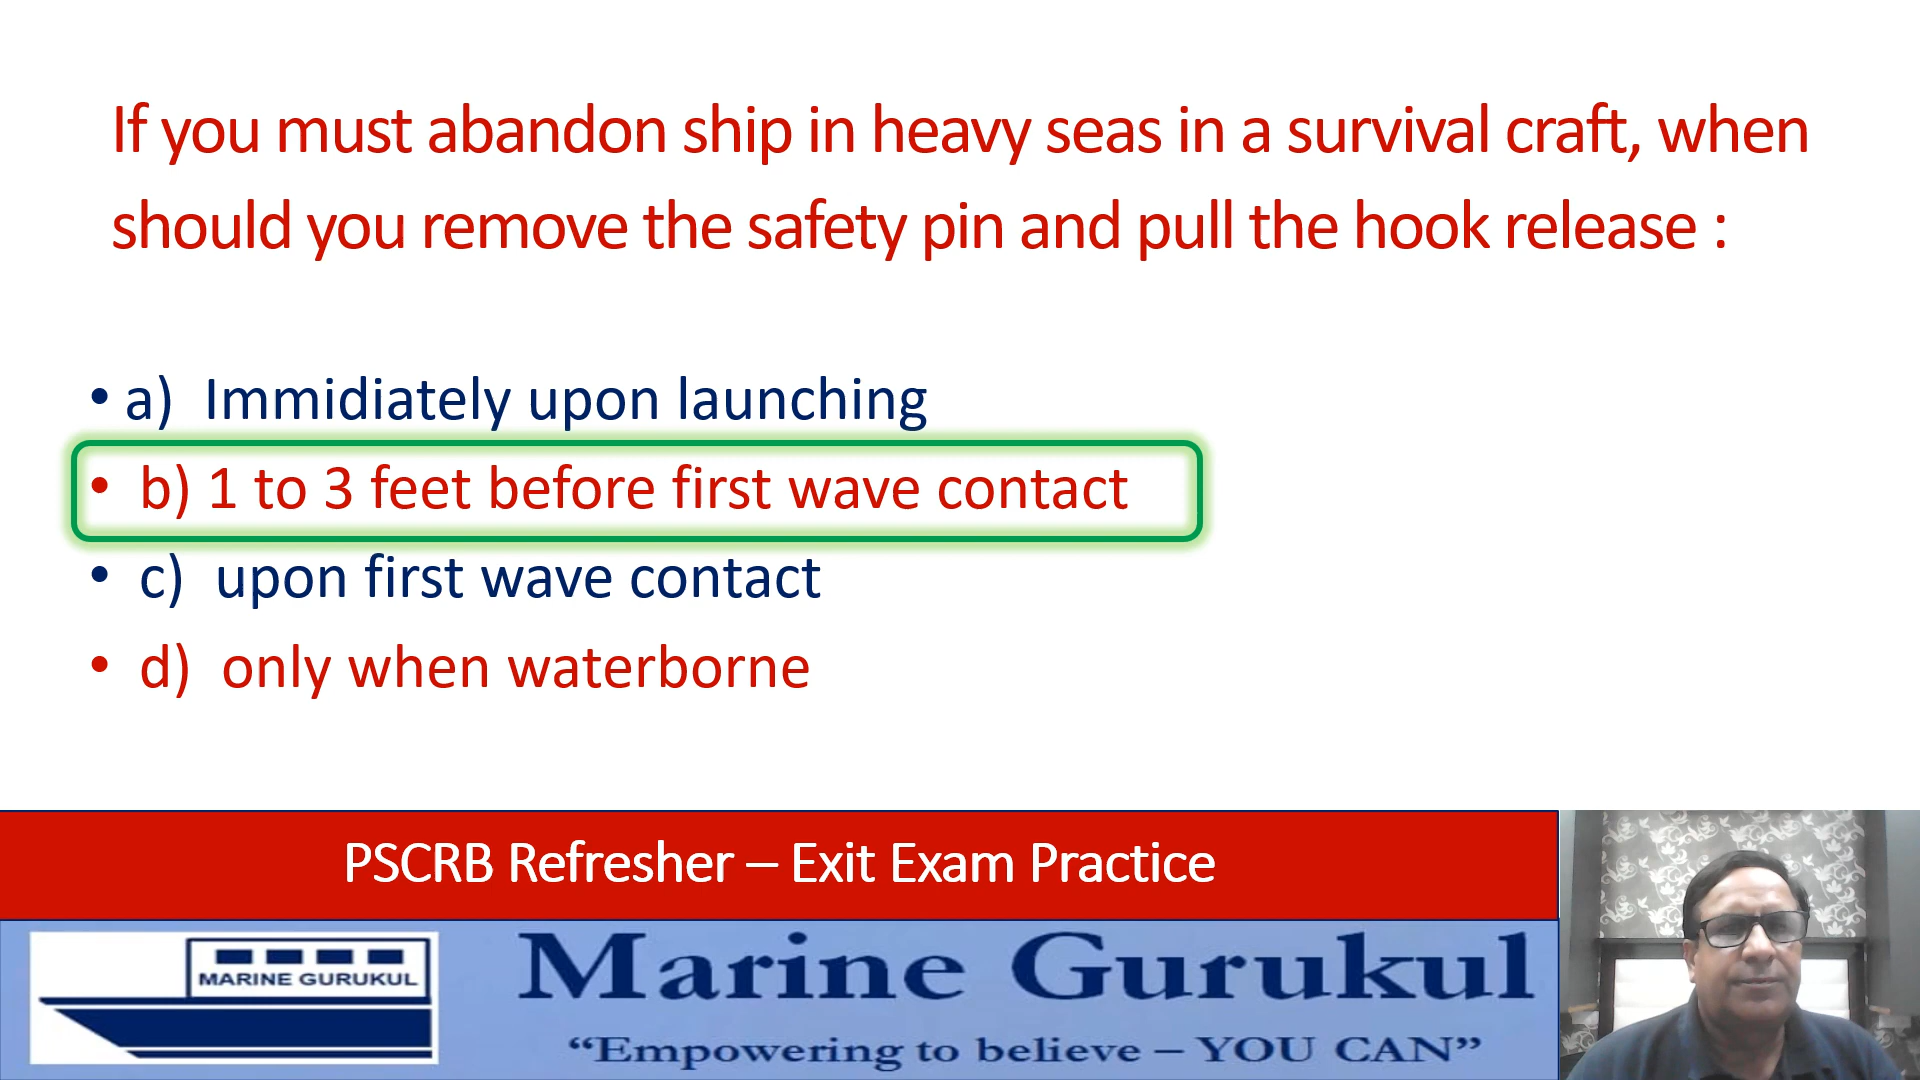 If you must abandon ship in heavy seas in a survival craft, when
should you remove the safety pin and pull the hook release :
• a) Immidiately upon launching
• b) 1 to 3 feet before first wave contact
• c) upon first wave contact
• d) only when waterborne
PSCRB Refresher – Exit Exam Practice
MARINE GURUKUL
Marine Gurukul
“Empowering to believe – YOU CAN”